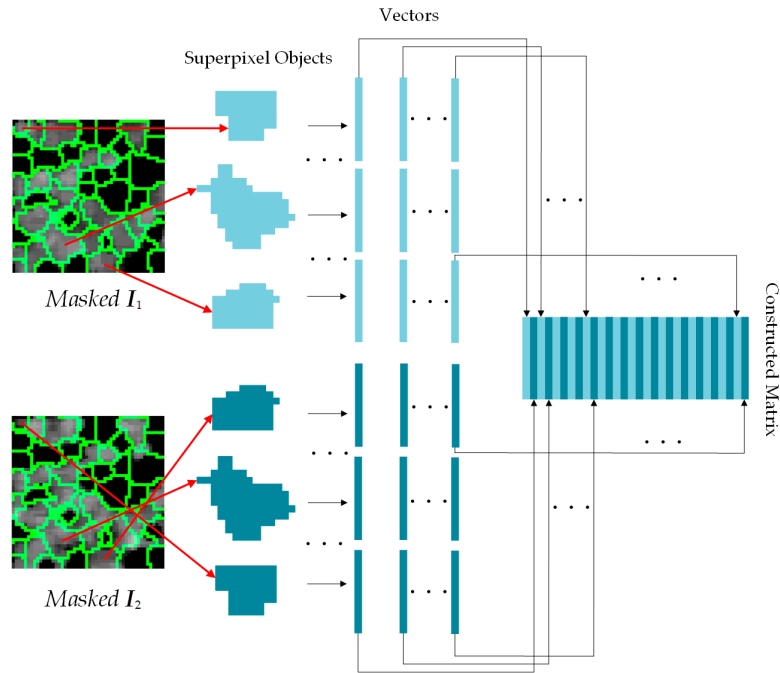 Vectors
Superpixel Objects
Masked I1
Constructed Matrix
Masked I2